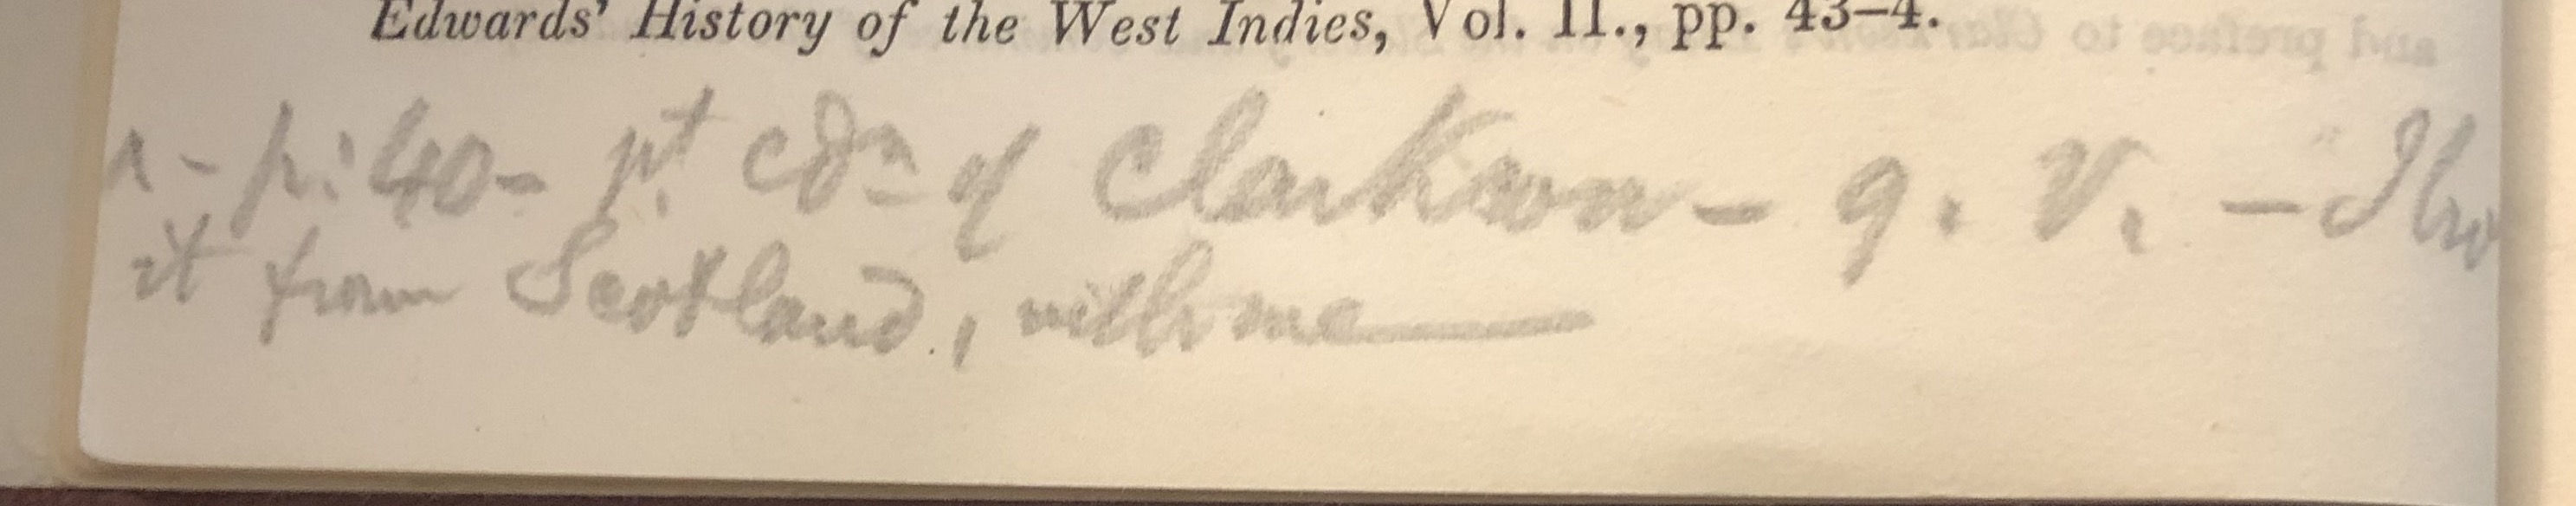 Edwards' History of the West Indies, Vol. II., pp. 43–4.
- p: 40 - pt. edn of Clarkson - q. v. -
it from Scotland, with me